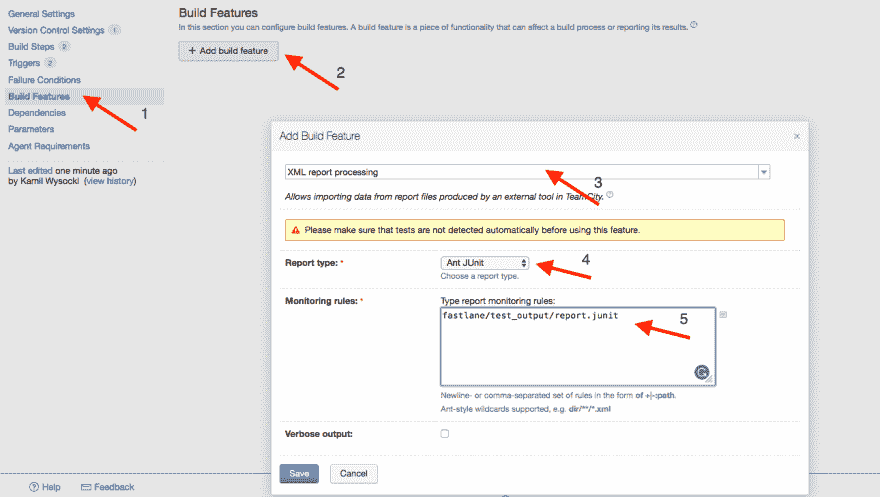 General Settings
Version Control Settings 1
Build Steps 2
Triggers 2
Failure Conditions
Build Features
Dependencies
Parameters
Agent Requirements
Last edited one minute ago
by Kamil Wysocki (view history)
1
Build Features
In this section you can configure build features. A build feature is a piece of functionality that can affect a build process or reporting its results. ?
+ Add build feature
2
Add Build Feature ×
XML report processing
3
Allows importing data from report files produced by an external tool in TeamCity. ?
Please make sure that tests are not detected automatically before using this feature.
Report type: * Ant JUnit
4
Choose a report type.
Monitoring rules: * Type report monitoring rules:
fastlane/test_output/report.junit
5
Newline- or comma-separated set of rules in the form of +|-:path.
Ant-style wildcards supported, e.g. dir/**/*.xml
Verbose output:
Save Cancel
? Help Feedback